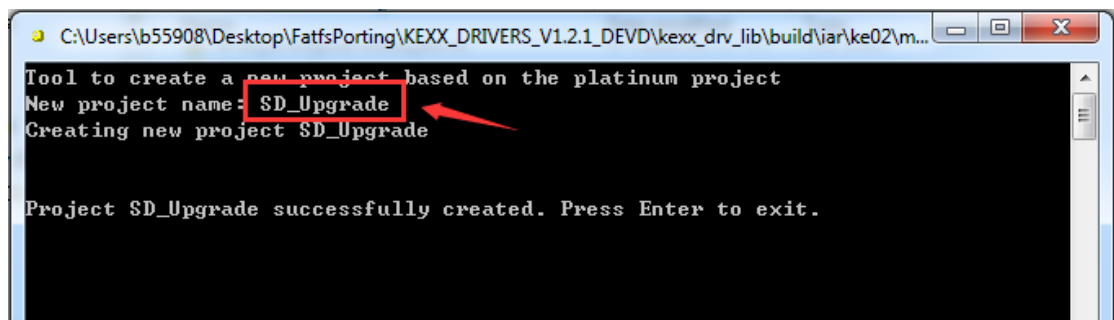 C:\Users\b55908\Desktop\FatfsPorting\KEXX_DRIVERS_V1.2.1_DEVD\kexx_drv_lib\build\iar\ke02\m...
Tool to create a new project based on the platinum project
New project name: SD_Upgrade
Creating new project SD_Upgrade
Project SD_Upgrade successfully created. Press Enter to exit.